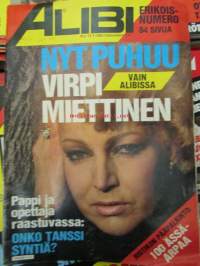 ALIBI
ERIKOIS-
NUMERO
84 SIVUA
NYT PUHUU
VIRPI
MIETTINEN
VAIN
ALIBISSA
Pappi ja
opettaja
raastuvassa:
ONKO TANSSI
SYNTIÄ?
100 ÄSSÄ-
ARPAA